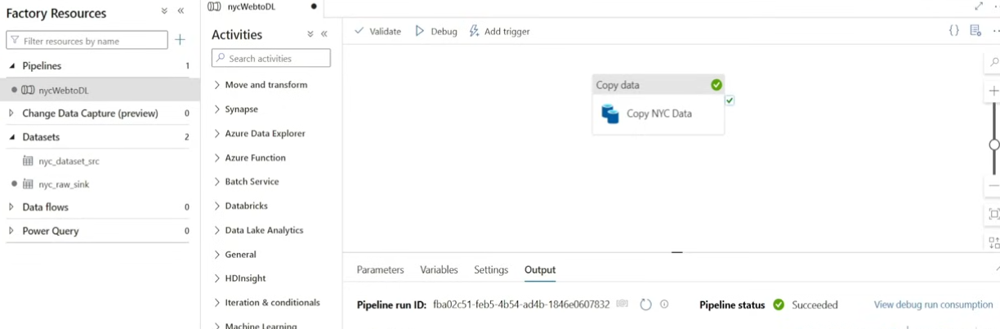 Factory Resources
Filter resources by name
Pipelines 1
nycWebtoDL
Change Data Capture (preview) 0
Datasets 2
nyc_dataset_src
nyc_raw_sink
Data flows 0
Power Query 0
nycWebtoDL
Activities
Search activities
Move and transform
Synapse
Azure Data Explorer
Azure Function
Batch Service
Databricks
Data Lake Analytics
General
HDInsight
Iteration & conditionals
Machine Learning
Validate Debug Add trigger
Copy data
Copy NYC Data
Parameters Variables Settings Output
Pipeline run ID: fba02c51-feb5-4b54-ad4b-1846e0607832 Pipeline status Succeeded View debug run consumption